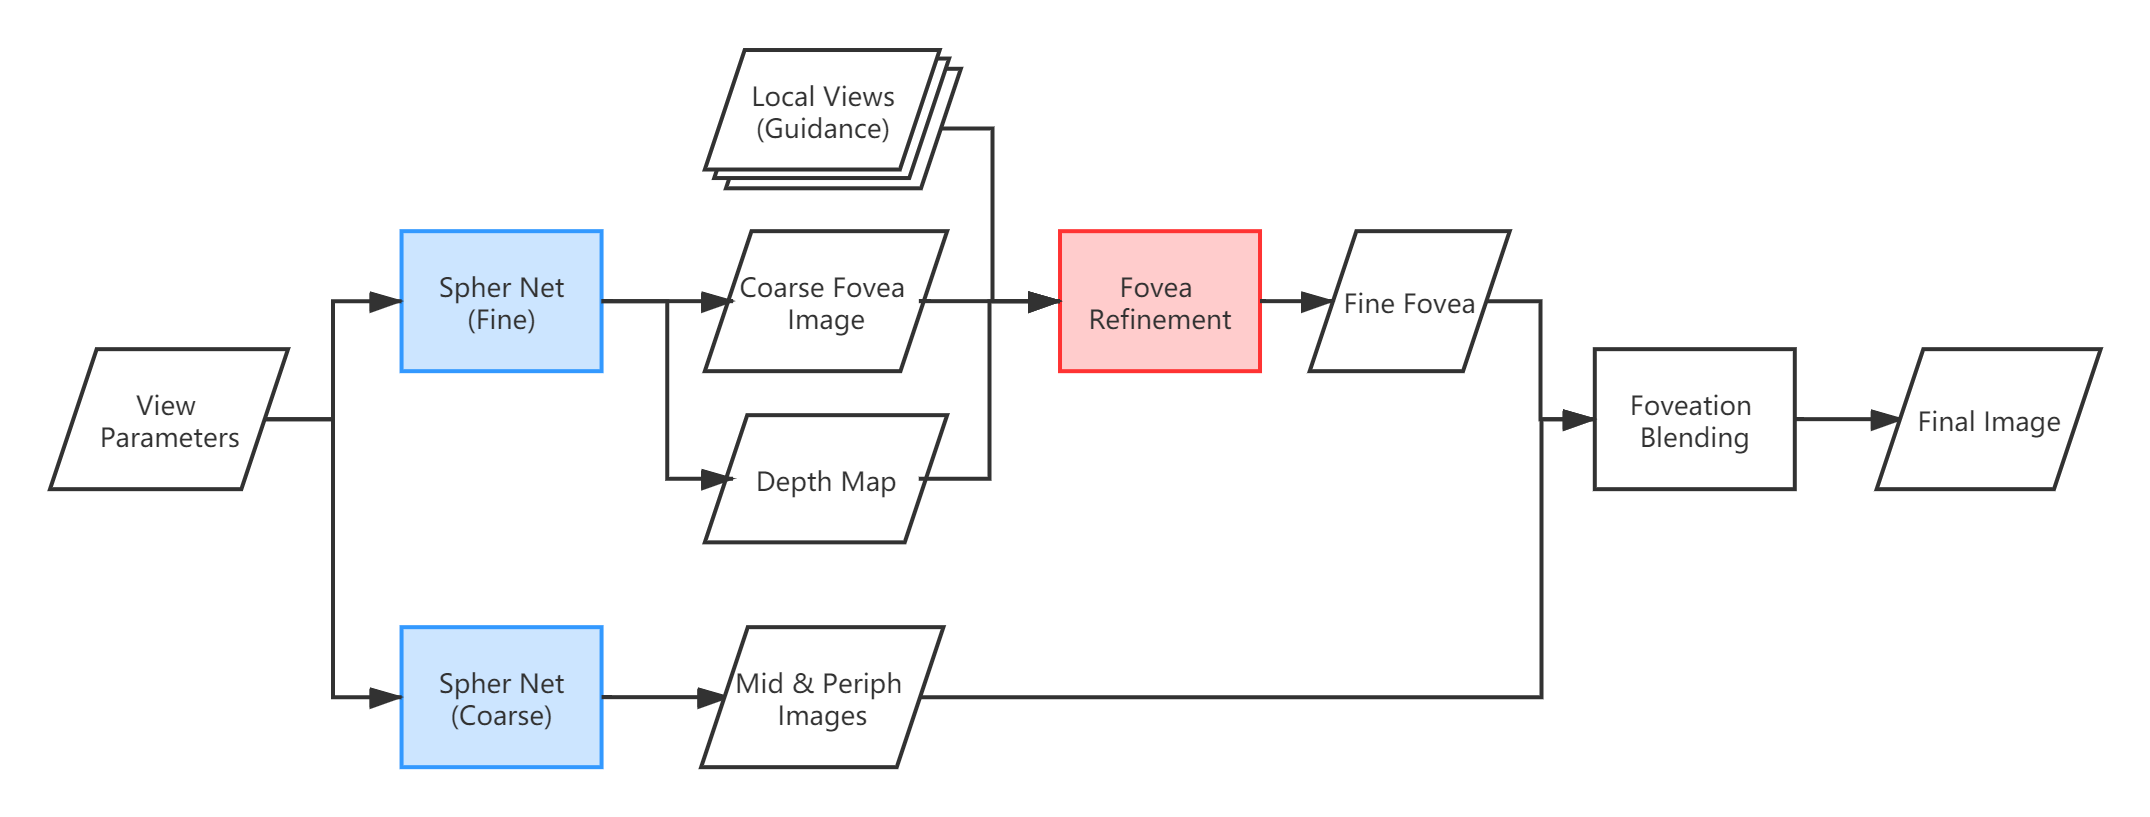 Local Views
(Guidance)
Spher Net
(Fine)
Coarse Fovea
Image
Fovea
Refinement
Fine Fovea
View
Parameters
Depth Map
Foveation
Blending
Final Image
Spher Net
(Coarse)
Mid & Periph
Images